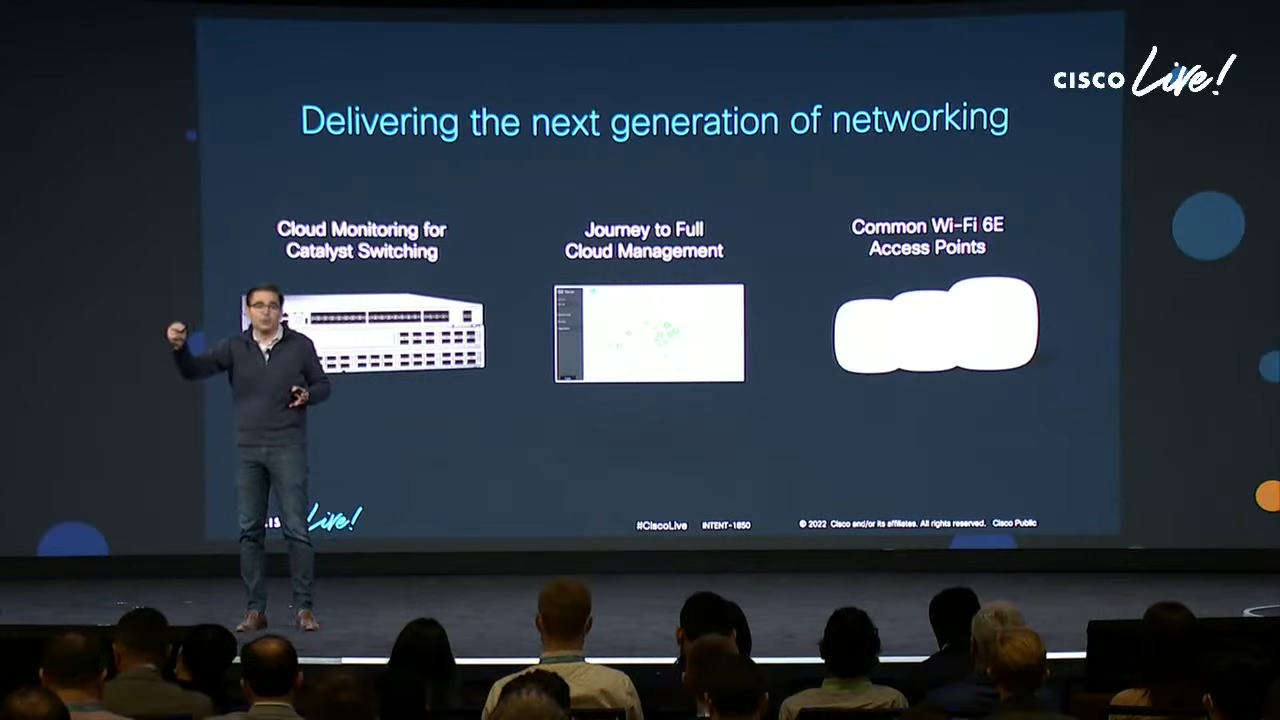 CISCO Live!
Delivering the next generation of networking
Cloud Monitoring for
Catalyst Switching
Journey to Full
Cloud Management
Common Wi-Fi 6E
Access Points
Live!
#CiscoLive
INTENT-1850
© 2022 Cisco and/or its affiliates. All rights reserved. Cisco Public